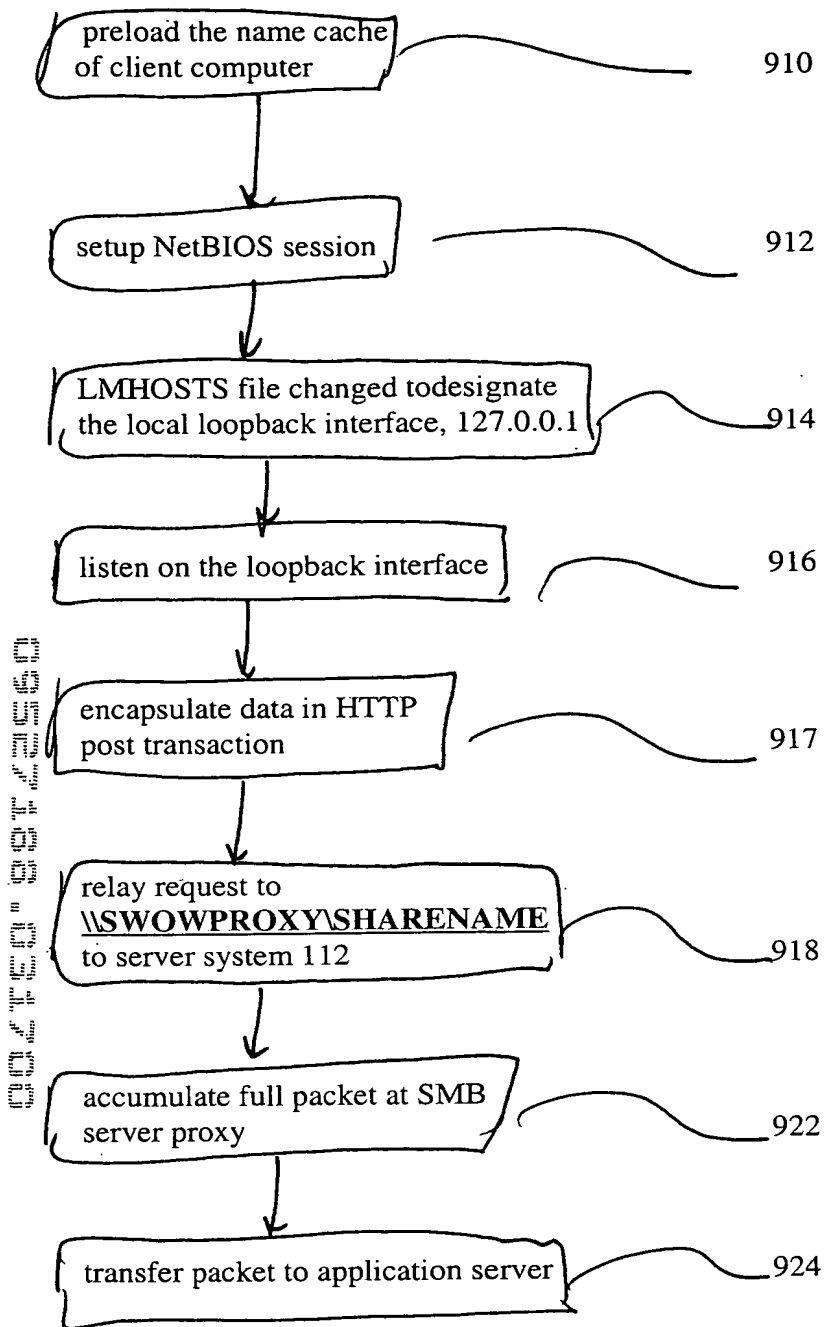 preload the name cache
of client computer
910
setup NetBIOS session
912
LMHOSTS file changed todesignate
the local loopback interface, 127.0.0.1
914
listen on the loopback interface
916
encapsulate data in HTTP
post transaction
917
relay request to
\\SWOWPROXY\SHARENAME
to server system 112
918
accumulate full packet at SMB
server proxy
922
transfer packet to application server
924
09527188.031700